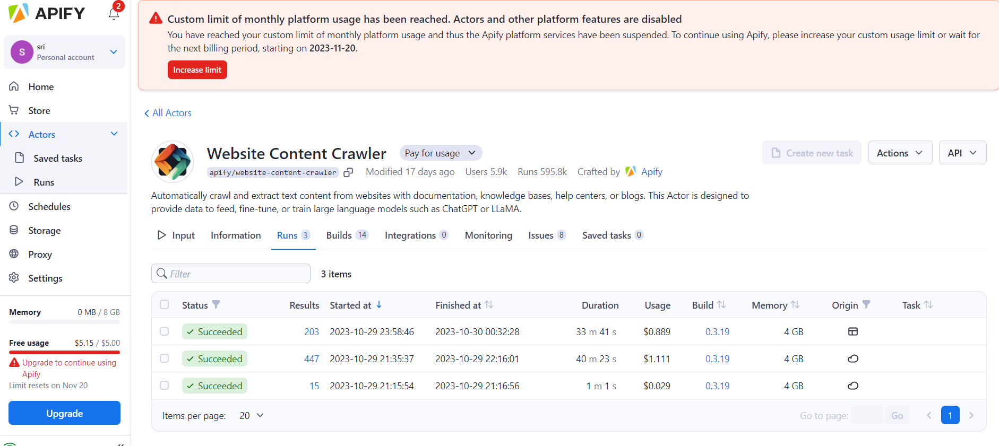 APIFY
2
S
sri
Personal account
Home
Store
Actors
Saved tasks
Runs
Schedules
Storage
Proxy
Settings
Memory 0 MB / 8 GB
Free usage $5.15 / $5.00
Upgrade to continue using
Apify
Limit resets on Nov 20
Upgrade
Custom limit of monthly platform usage has been reached. Actors and other platform features are disabled
You have reached your custom limit of monthly platform usage and thus the Apify platform services have been suspended. To continue using Apify, please increase your custom usage limit or wait for
the next billing period, starting on 2023-11-20.
Increase limit
All Actors
Website Content Crawler Pay for usage
Create new task Actions API
apify/website-content-crawler Modified 17 days ago Users 5.9k Runs 595.8k Crafted by Apify
Automatically crawl and extract text content from websites with documentation, knowledge bases, help centers, or blogs. This Actor is designed to
provide data to feed, fine-tune, or train large language models such as ChatGPT or LLaMA.
Input Information Runs 3 Builds 14 Integrations 0 Monitoring Issues 8 Saved tasks 0
Filter 3 items
Status Results Started at Finished at Duration Usage Build Memory Origin Task
Succeeded 203 2023-10-29 23:58:46 2023-10-30 00:32:28 33 m 41 s $0.889 0.3.19 4 GB
Succeeded 447 2023-10-29 21:35:37 2023-10-29 22:16:01 40 m 23 s $1.111 0.3.19 4 GB
Succeeded 15 2023-10-29 21:15:54 2023-10-29 21:16:56 1 m 1 s $0.029 0.3.19 4 GB
Items per page: 20 Go to page: Go 1